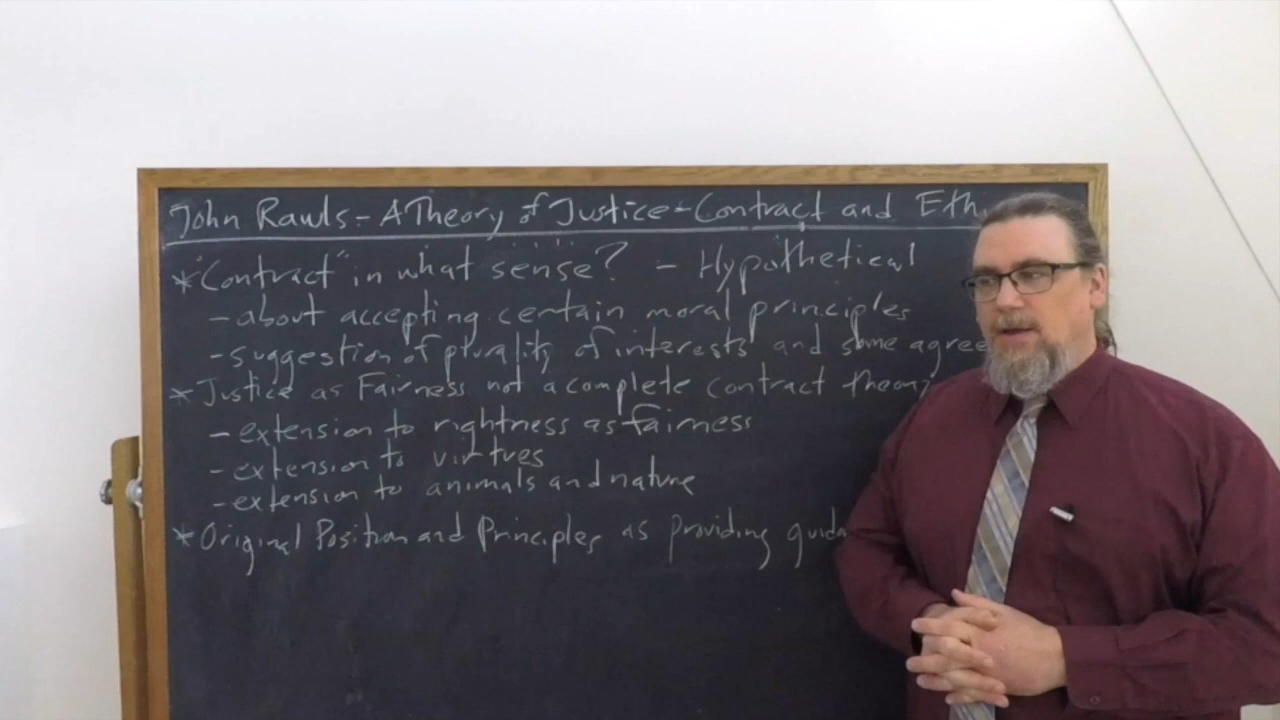 John Rawls - A Theory of Justice - Contract and Eth
* "Contract" in what sense? - Hypothetical
- about accepting certain moral principles
- suggestion of plurality of interests and some agree
* Justice as Fairness not a complete contract theory
- extension to rightness as fairness
- extension to virtues
- extension to animals and nature
* Original Position and Principles as providing guida